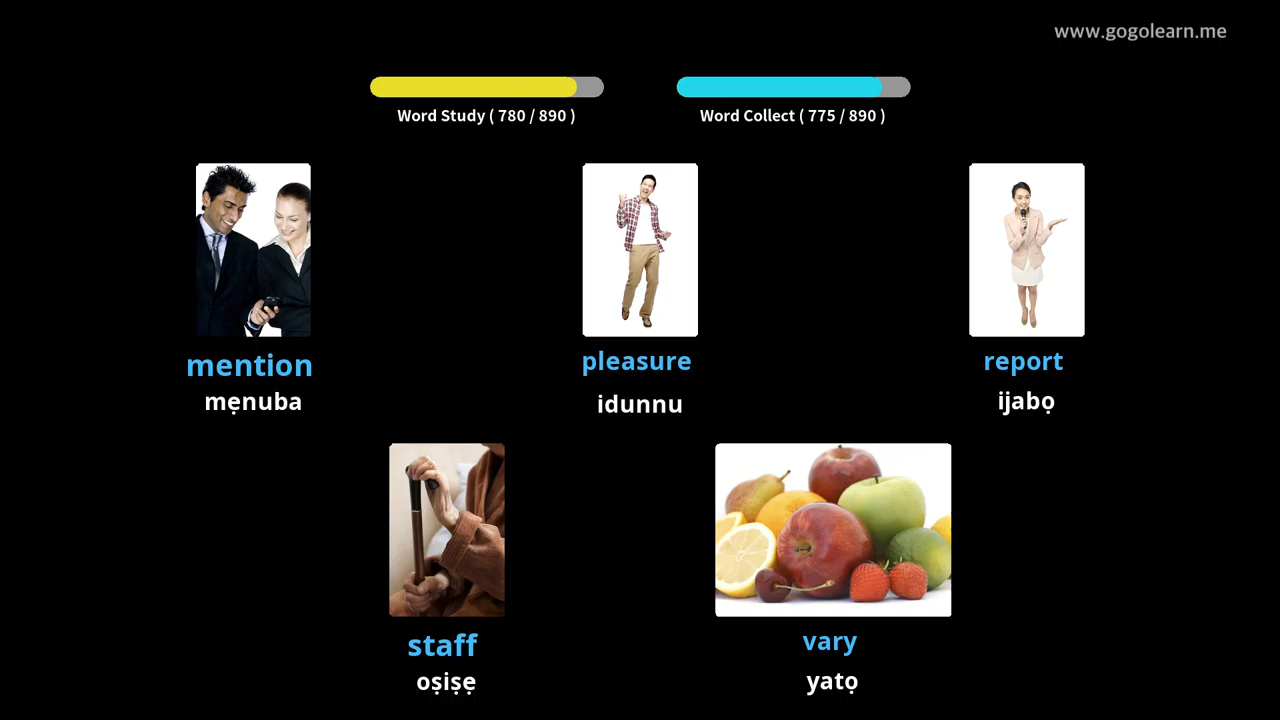 www.gogolearn.me
Word Study ( 780 / 890 )
Word Collect ( 775 / 890 )
mention
mẹnuba
pleasure
idunnu
report
ijabọ
staff
oṣiṣẹ
vary
yatọ